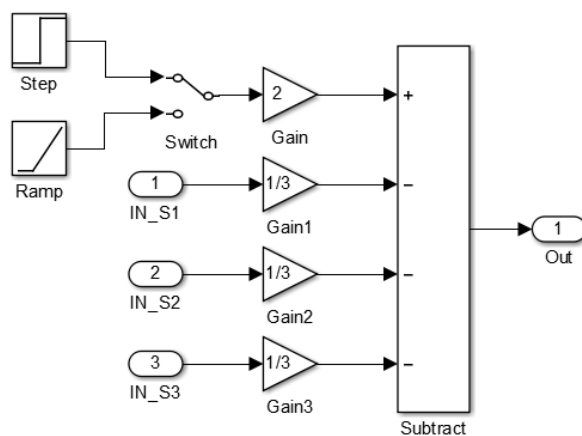 Step
Ramp
Switch
2
Gain
1
IN_S1
1/3
Gain1
2
IN_S2
1/3
Gain2
3
IN_S3
1/3
Gain3
+
−
−
−
Subtract
1
Out